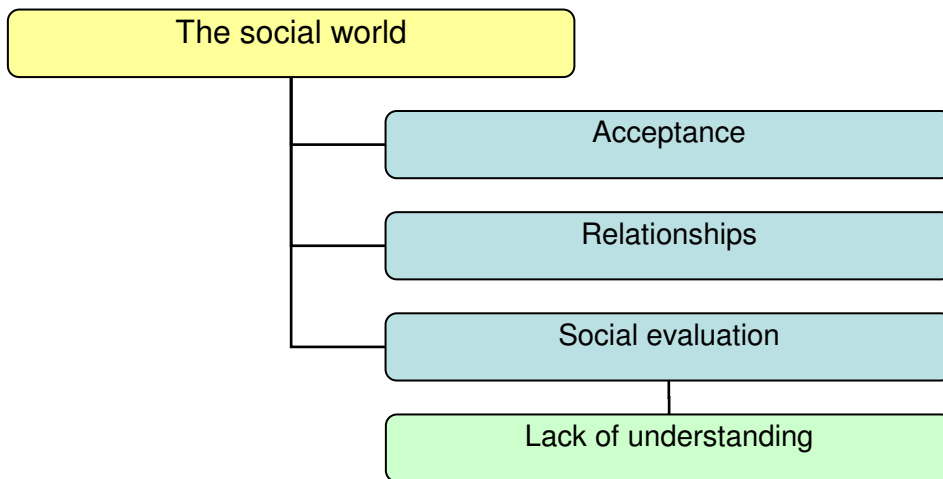 The social world
Acceptance
Relationships
Social evaluation
Lack of understanding